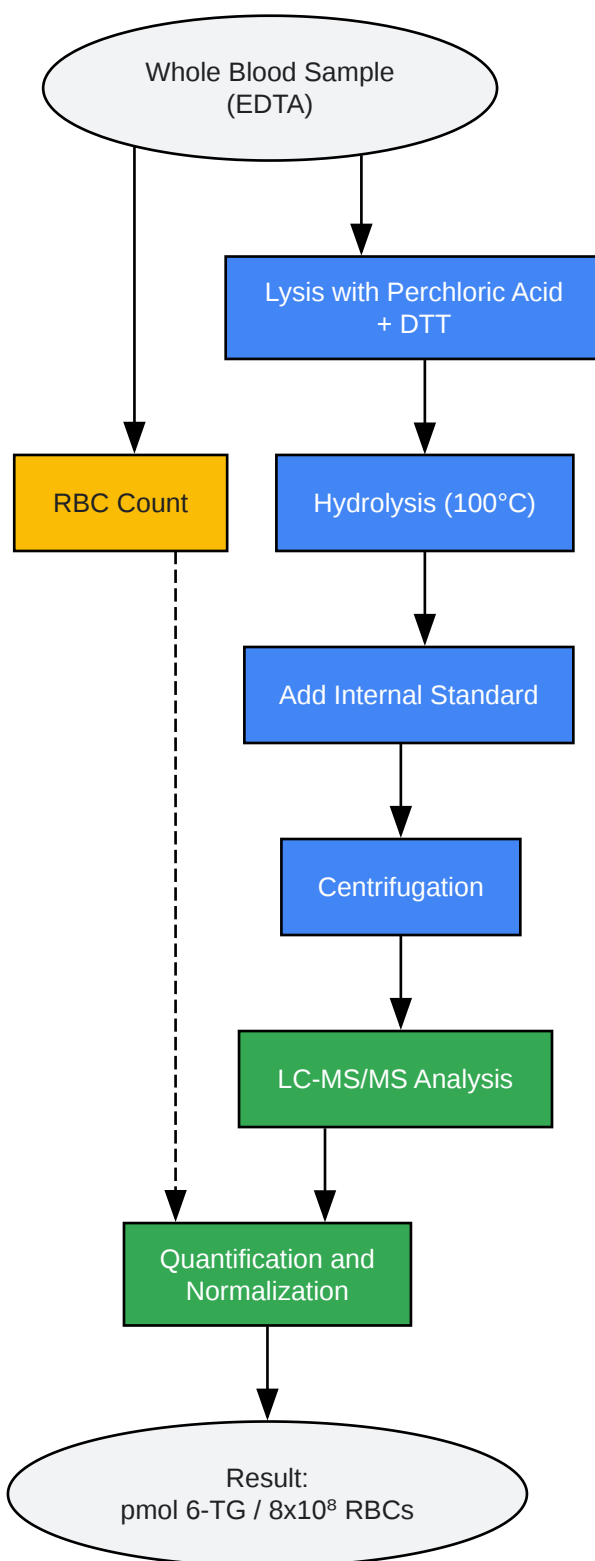 Whole Blood Sample
(EDTA)
Lysis with Perchloric Acid
+ DTT
RBC Count
Hydrolysis (100°C)
Add Internal Standard
Centrifugation
LC-MS/MS Analysis
Quantification and
Normalization
Result:
pmol 6-TG / 8x10⁸ RBCs